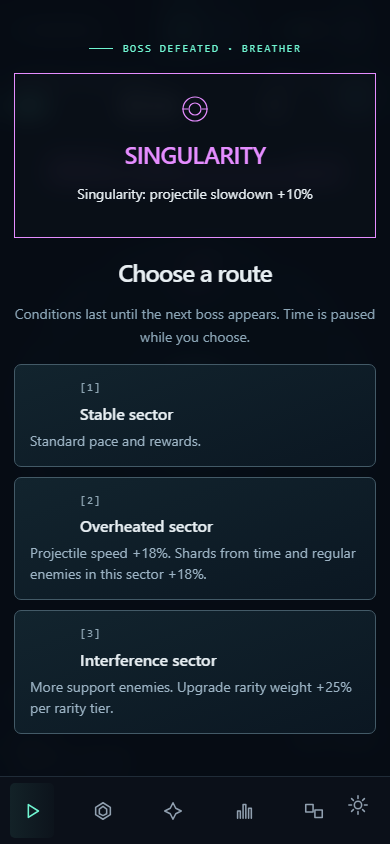 BOSS DEFEATED · BREATHER
SINGULARITY
Singularity: projectile slowdown +10%
Choose a route
Conditions last until the next boss appears. Time is paused
while you choose.
[1]
Stable sector
Standard pace and rewards.
[2]
Overheated sector
Projectile speed +18%. Shards from time and regular
enemies in this sector +18%.
[3]
Interference sector
More support enemies. Upgrade rarity weight +25%
per rarity tier.